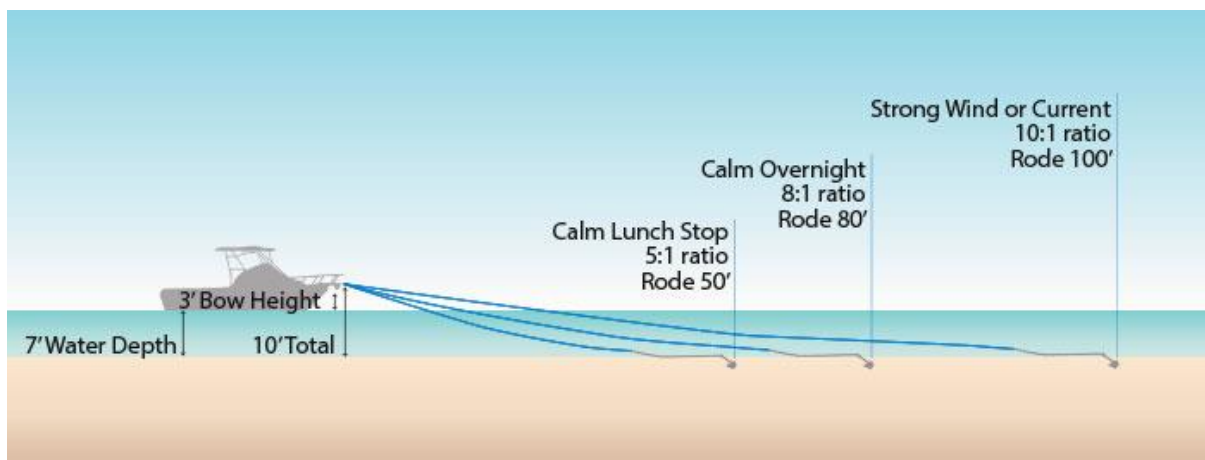 Strong Wind or Current
10:1 ratio
Rode 100'
Calm Overnight
8:1 ratio
Rode 80'
Calm Lunch Stop
5:1 ratio
Rode 50'
3' Bow Height
7' Water Depth
10' Total